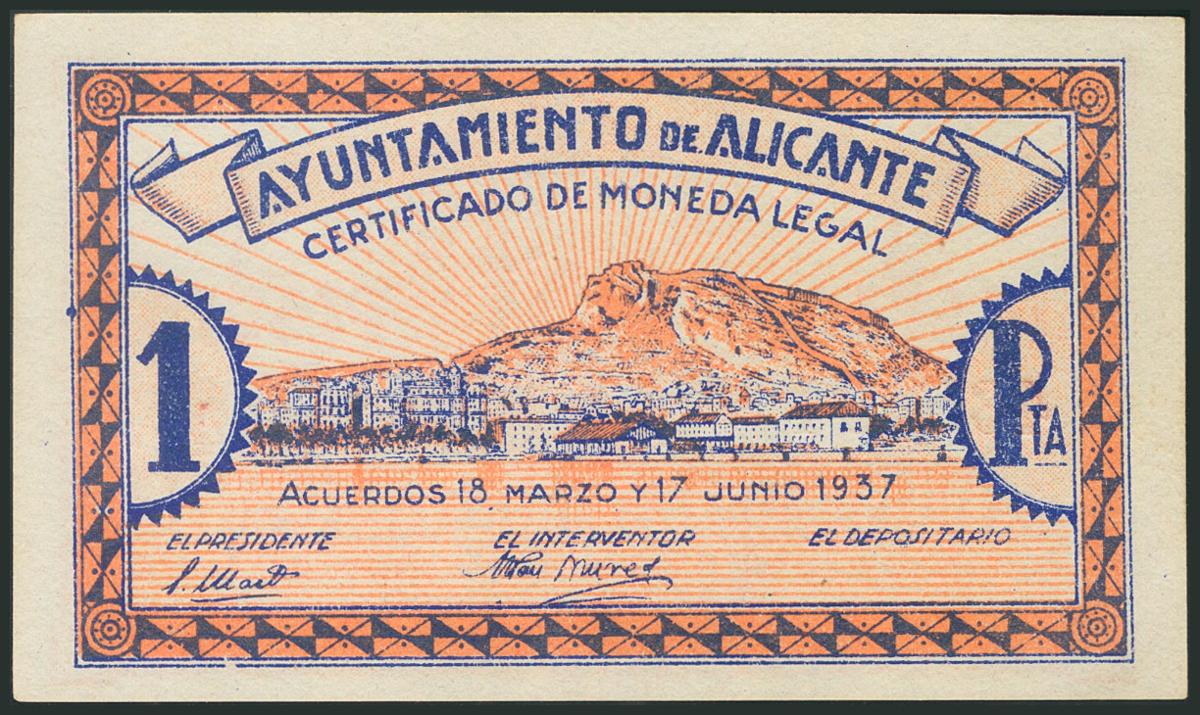 AYUNTAMIENTO DE ALICANTE
CERTIFICADO DE MONEDA LEGAL
1 PTA
ACUERDOS 18 MARZO Y 17 JUNIO 1937
EL PRESIDENTE EL INTERVENTOR EL DEPOSITARIO